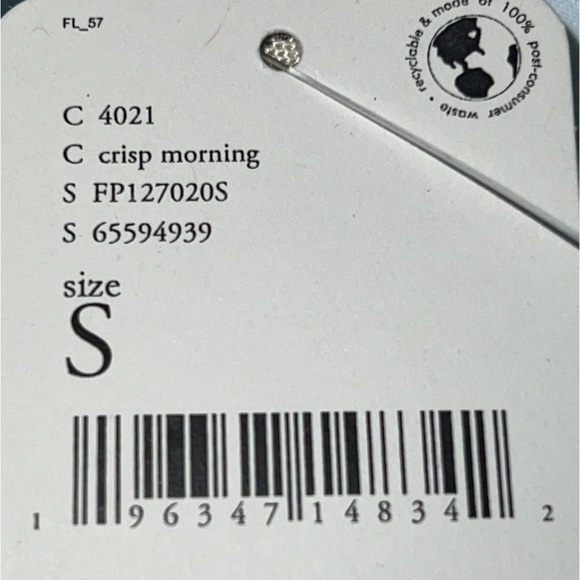 FL_57
recyclable & made of 100% post-consumer waste •
C 4021
C crisp morning
S FP127020S
S 65594939
size
S
1 96347 14834 2